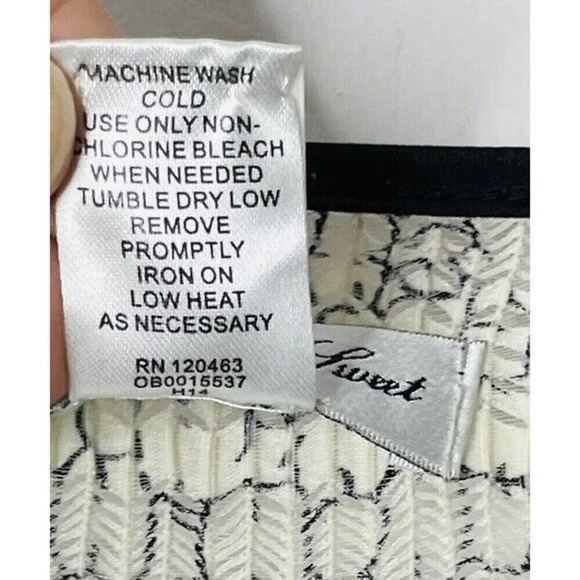 MACHINE WASH
COLD
USE ONLY NON-
CHLORINE BLEACH
WHEN NEEDED
TUMBLE DRY LOW
REMOVE
PROMPTLY
IRON ON
LOW HEAT
AS NECESSARY
RN 120463
OB0015537
H14
Sweet